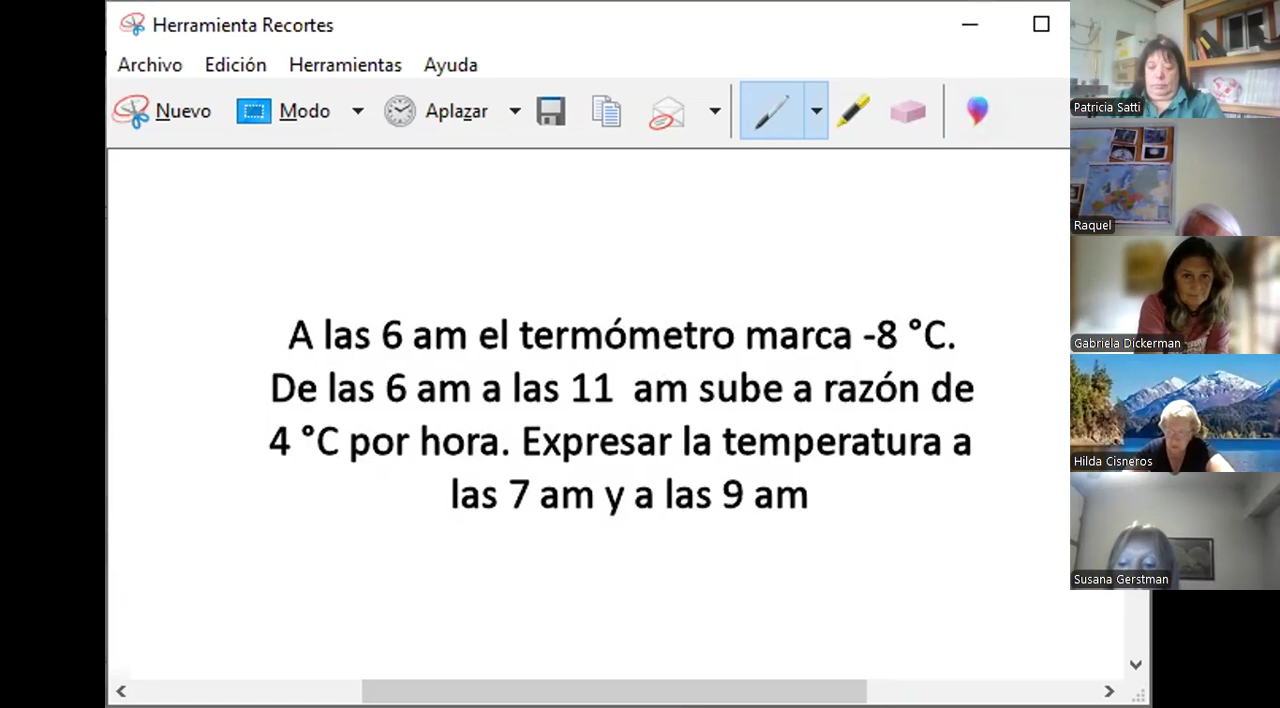 Herramienta Recortes
Archivo Edición Herramientas Ayuda
Nuevo Modo Aplazar
A las 6 am el termómetro marca -8 °C.
De las 6 am a las 11 am sube a razón de
4 °C por hora. Expresar la temperatura a
las 7 am y a las 9 am
Patricia Satti
Raquel
Gabriela Dickerman
Hilda Cisneros
Susana Gerstman